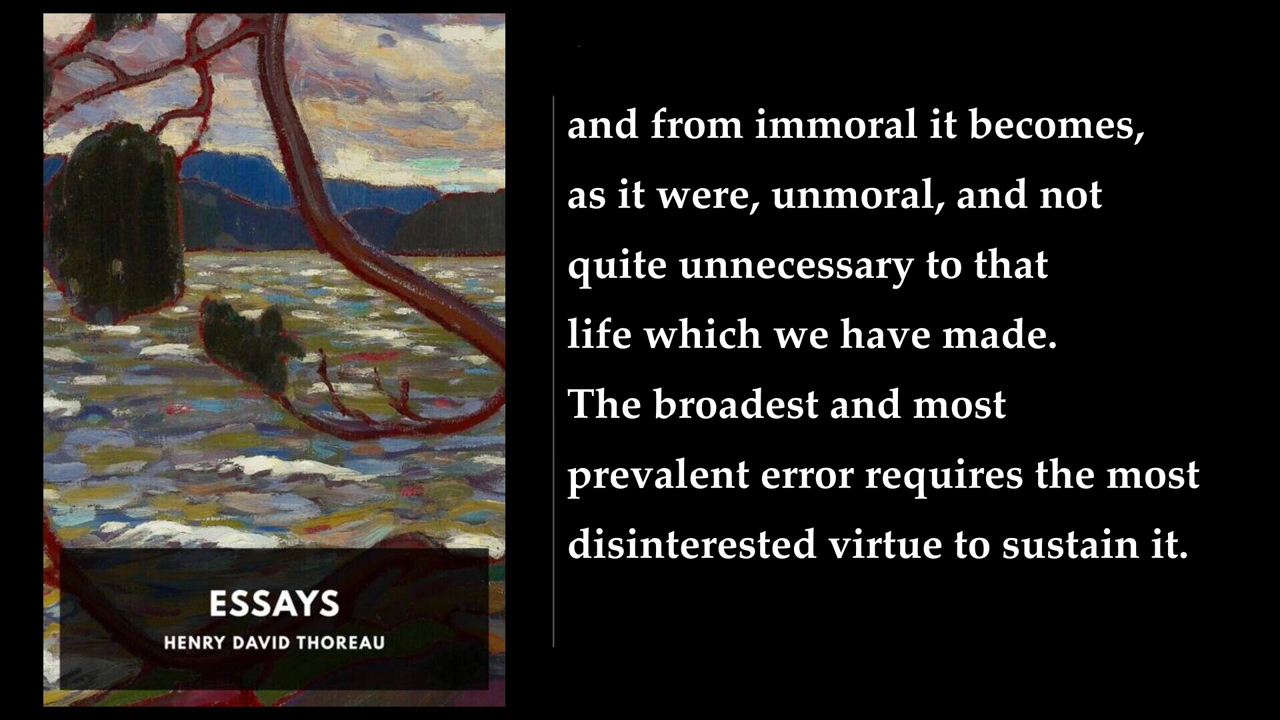 ESSAYS
HENRY DAVID THOREAU
and from immoral it becomes,
as it were, unmoral, and not
quite unnecessary to that
life which we have made.
The broadest and most
prevalent error requires the most
disinterested virtue to sustain it.